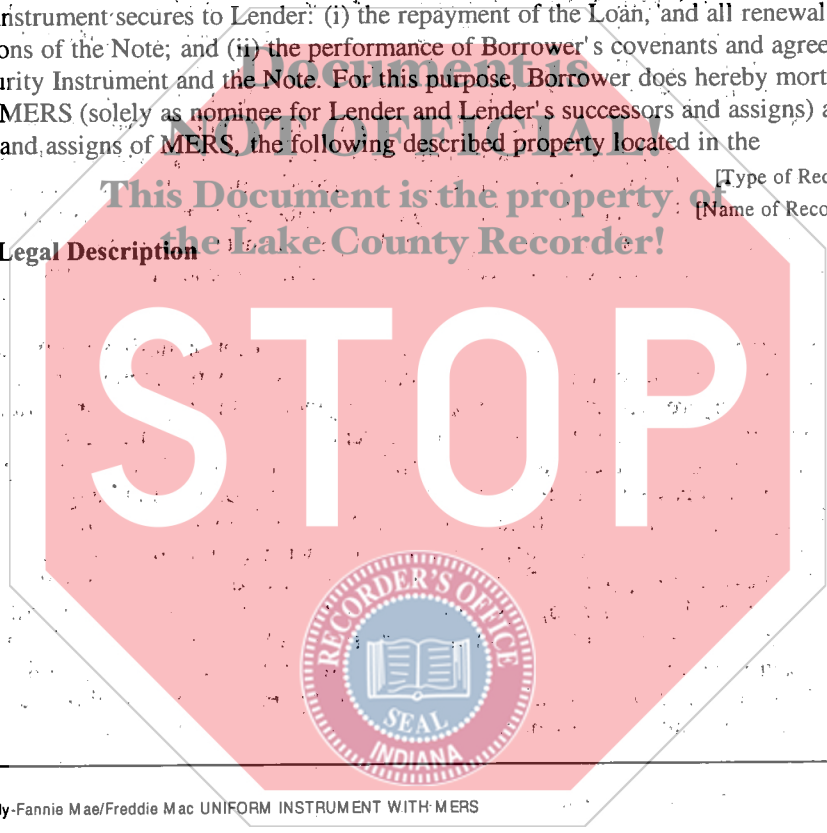 nstrument secures to Lender: (i) the repayment of the Loan, and all renewal
ons of the Note; and (ii) the performance of Borrower's covenants and agree
urity Instrument and the Note. For this purpose, Borrower does hereby mort
Document is
MERS (solely as nominee for Lender and Lender's successors and assigns) a
NOT OFFICIAL!
and assigns of MERS, the following described property located in the
[Type of Rec
This Document is the property of
[Name of Reco
the Lake County Recorder!
Legal Description
STOP
RECORDER'S OFFICE
SEAL
INDIANA
ly-Fannie Mae/Freddie Mac UNIFORM INSTRUMENT WITH MERS